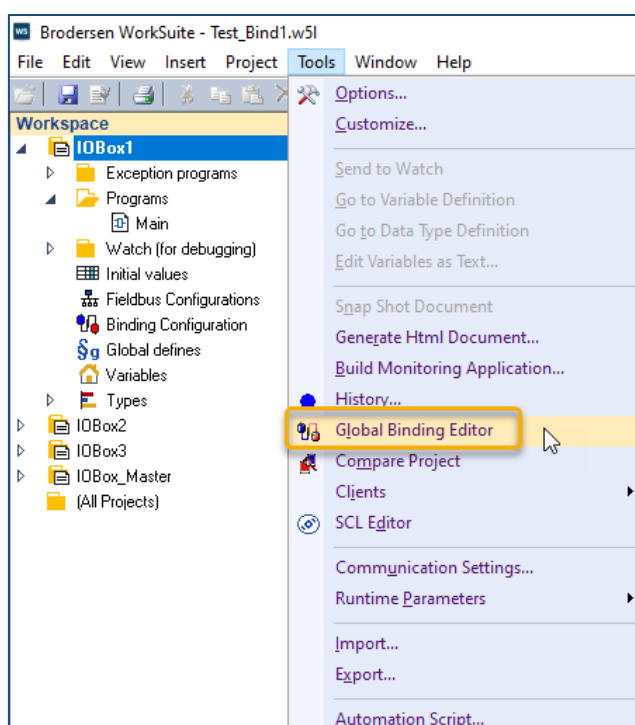 WS Brodersen WorkSuite - Test_Bind1.w5l
File Edit View Insert Project Tools Window Help
Workspace
IOBox1
Exception programs
Programs
Main
Watch (for debugging)
Initial values
Fieldbus Configurations
Binding Configuration
Global defines
Variables
Types
IOBox2
IOBox3
IOBox_Master
(All Projects)
Options...
Customize...
Send to Watch
Go to Variable Definition
Go to Data Type Definition
Edit Variables as Text...
Snap Shot Document
Generate Html Document...
Build Monitoring Application...
History...
Global Binding Editor
Compare Project
Clients
SCL Editor
Communication Settings...
Runtime Parameters
Import...
Export...
Automation Script...